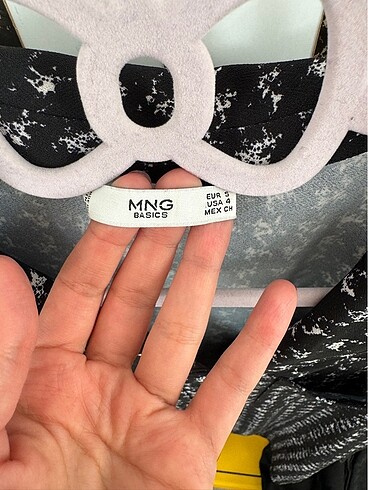 MNG
BASICS
EUR S
USA 4
MEX CH